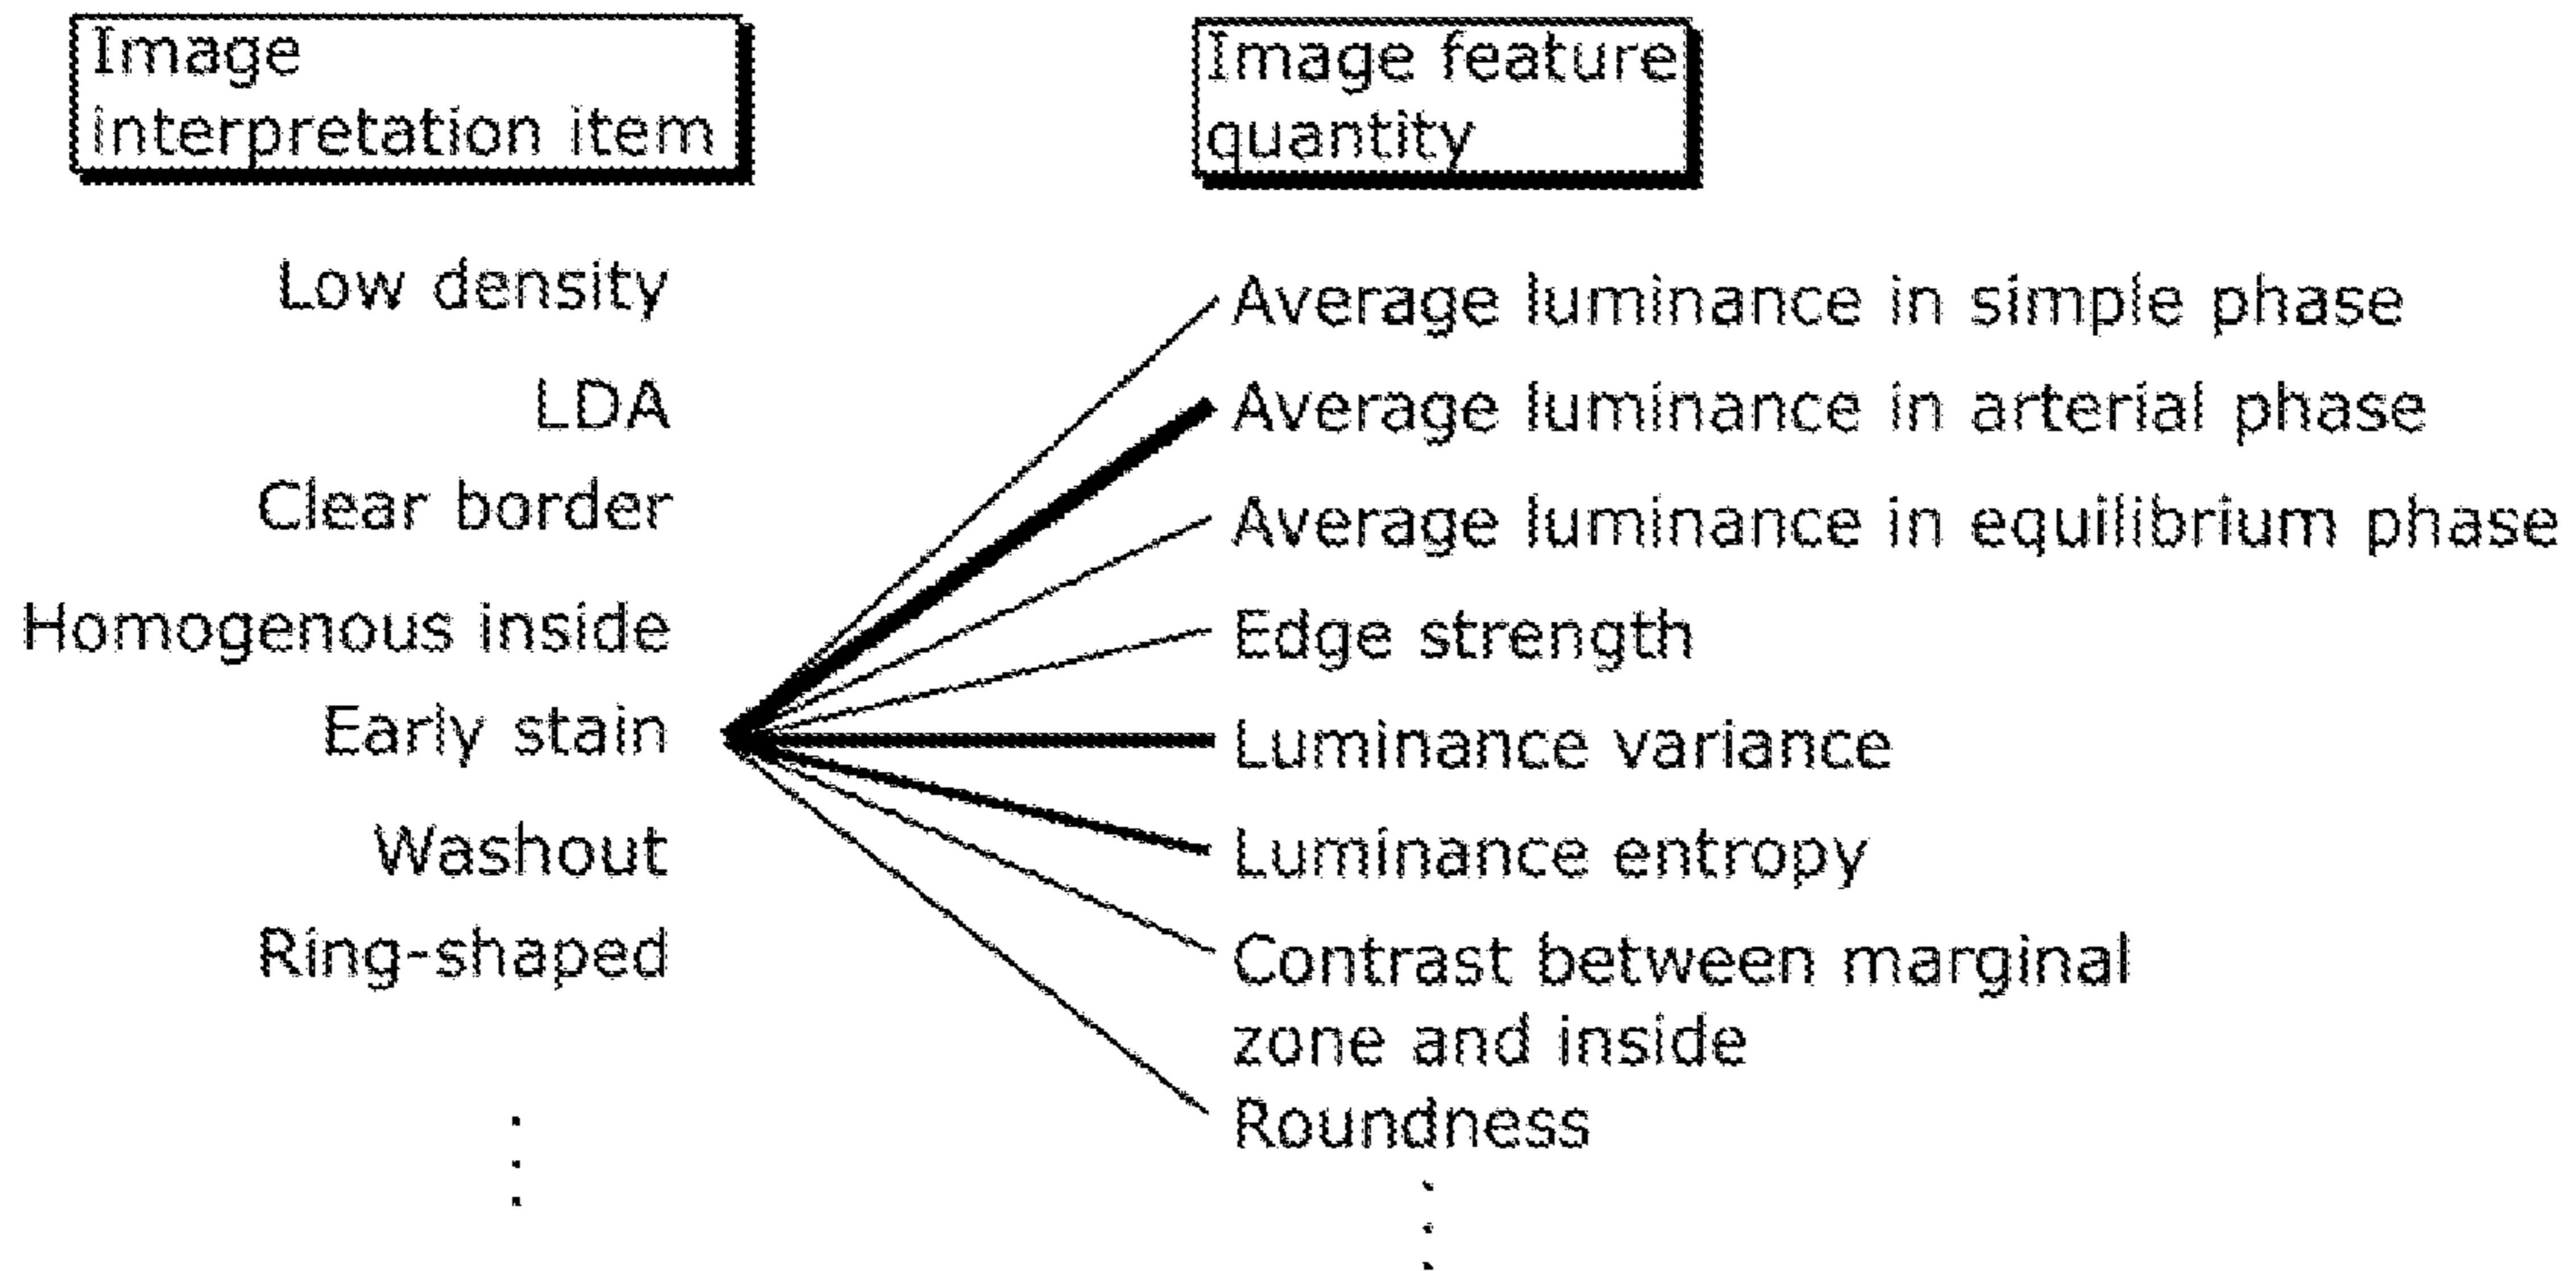 Image
interpretation item
Low density
LDA
Clear border
Homogenous inside
Early stain
Washout
Ring-shaped
Image feature
quantity
Average luminance in simple phase
Average luminance in arterial phase
Average luminance in equilibrium phase
Edge strength
Luminance variance
Luminance entropy
Contrast between marginal
zone and inside
Roundness